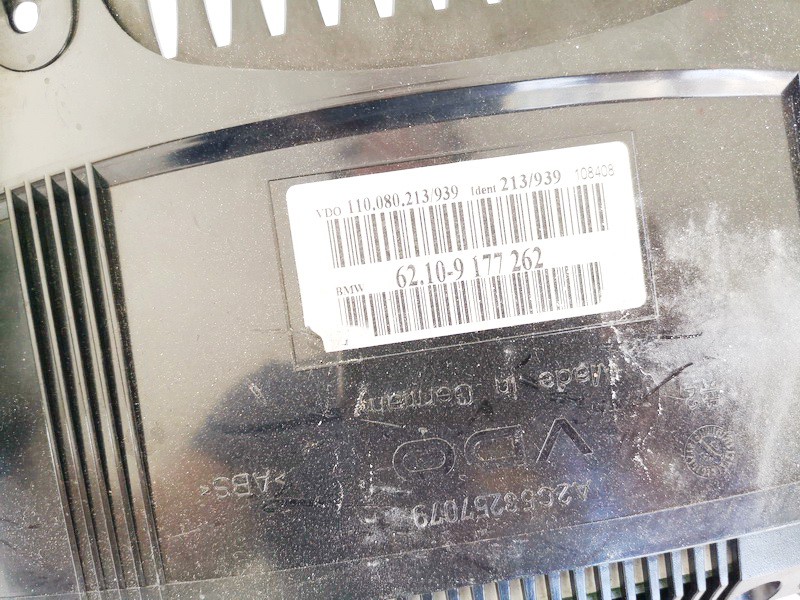 VDO 110.080.213/939 Ident 213/939 108408
BMW 62.10-9 177 262
Made in Germany
VDO
>ABS<
A2C53257079